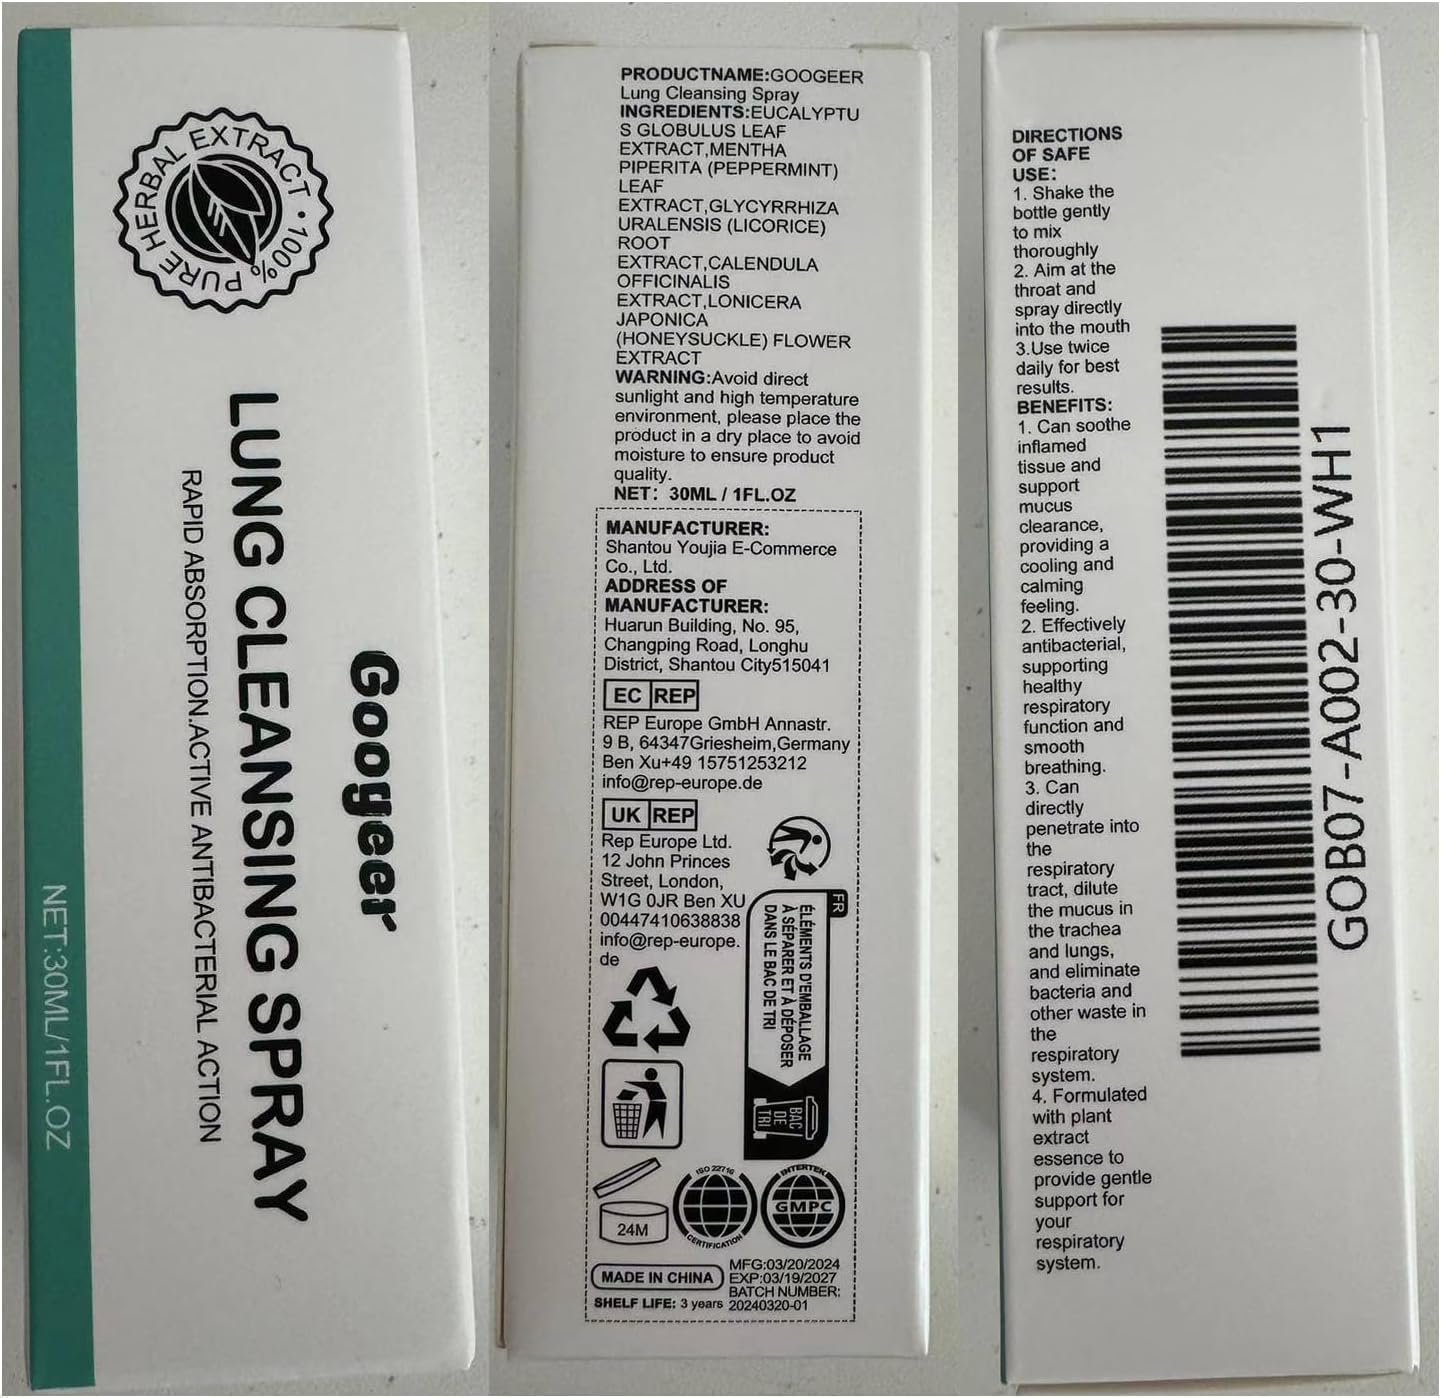 PURE HERBAL EXTRACT • 100%
Googeer
LUNG CLEANSING SPRAY
RAPID ABSORPTION.ACTIVE ANTIBACTERIAL ACTION
NET:30ML/1FL.OZ
PRODUCTNAME:GOOGEER
Lung Cleansing Spray
INGREDIENTS:EUCALYPTU
S GLOBULUS LEAF
EXTRACT,MENTHA
PIPERITA (PEPPERMINT)
LEAF
EXTRACT,GLYCYRRHIZA
URALENSIS (LICORICE)
ROOT
EXTRACT,CALENDULA
OFFICINALIS
EXTRACT,LONICERA
JAPONICA
(HONEYSUCKLE) FLOWER
EXTRACT
WARNING:Avoid direct
sunlight and high temperature
environment, please place the
product in a dry place to avoid
moisture to ensure product
quality.
NET: 30ML / 1FL.OZ
MANUFACTURER:
Shantou Youjia E-Commerce
Co., Ltd.
ADDRESS OF
MANUFACTURER:
Huarun Building, No. 95,
Changping Road, Longhu
District, Shantou City515041
EC REP
REP Europe GmbH Annastr.
9 B, 64347Griesheim,Germany
Ben Xu+49 15751253212
info@rep-europe.de
UK REP
Rep Europe Ltd.
12 John Princes
Street, London,
W1G 0JR Ben XU
00447410638838
info@rep-europe.
de
FR
ÉLÉMENTS D'EMBALLAGE
À SÉPARER ET À DÉPOSER
DANS LE BAC DE TRI
BAC
DE
TRI
24M
ISO 22716
CERTIFICATION
INTERTEK
GMPC
MADE IN CHINA
SHELF LIFE: 3 years
MFG:03/20/2024
EXP:03/19/2027
BATCH NUMBER:
20240320-01
DIRECTIONS
OF SAFE
USE:
1. Shake the
bottle gently
to mix
thoroughly
2. Aim at the
throat and
spray directly
into the mouth
3.Use twice
daily for best
results.
BENEFITS:
1. Can soothe
inflamed
tissue and
support
mucus
clearance,
providing a
cooling and
calming
feeling.
2. Effectively
antibacterial,
supporting
healthy
respiratory
function and
smooth
breathing.
3. Can
directly
penetrate into
the
respiratory
tract, dilute
the mucus in
the trachea
and lungs,
and eliminate
bacteria and
other waste in
the
respiratory
system.
4. Formulated
with plant
extract
essence to
provide gentle
support for
your
respiratory
system.
GOB07-A002-30-WH1